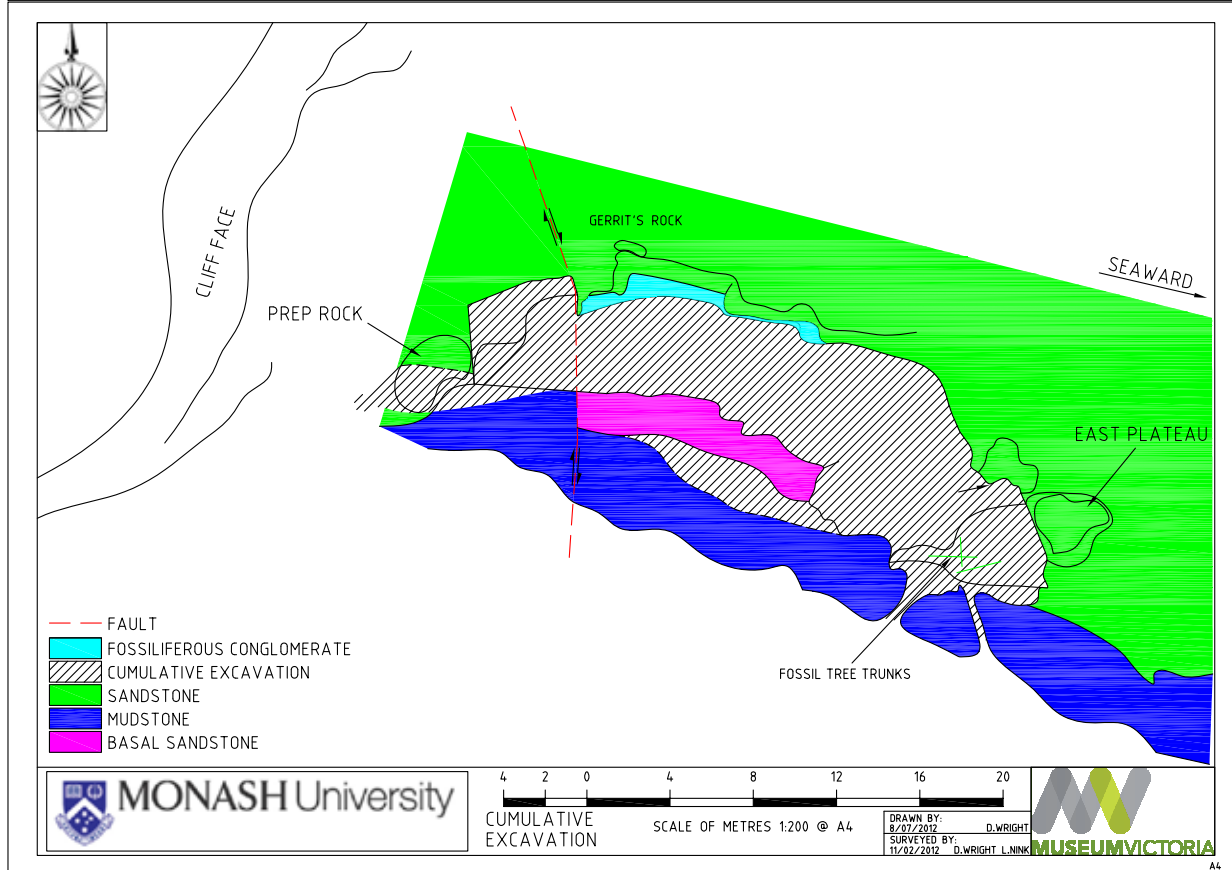 GERRIT'S ROCK
CLIFF FACE
SEAWARD
PREP ROCK
EAST PLATEAU
FOSSIL TREE TRUNKS
FAULT
FOSSILIFEROUS CONGLOMERATE
CUMULATIVE EXCAVATION
SANDSTONE
MUDSTONE
BASAL SANDSTONE
MONASH University
4 2 0 4 8 12 16 20
CUMULATIVE
EXCAVATION
SCALE OF METRES 1:200 @ A4
DRAWN BY:
8/07/2012 D.WRIGHT
SURVEYED BY:
11/02/2012 D.WRIGHT L.NINK
MUSEUMVICTORIA
A4